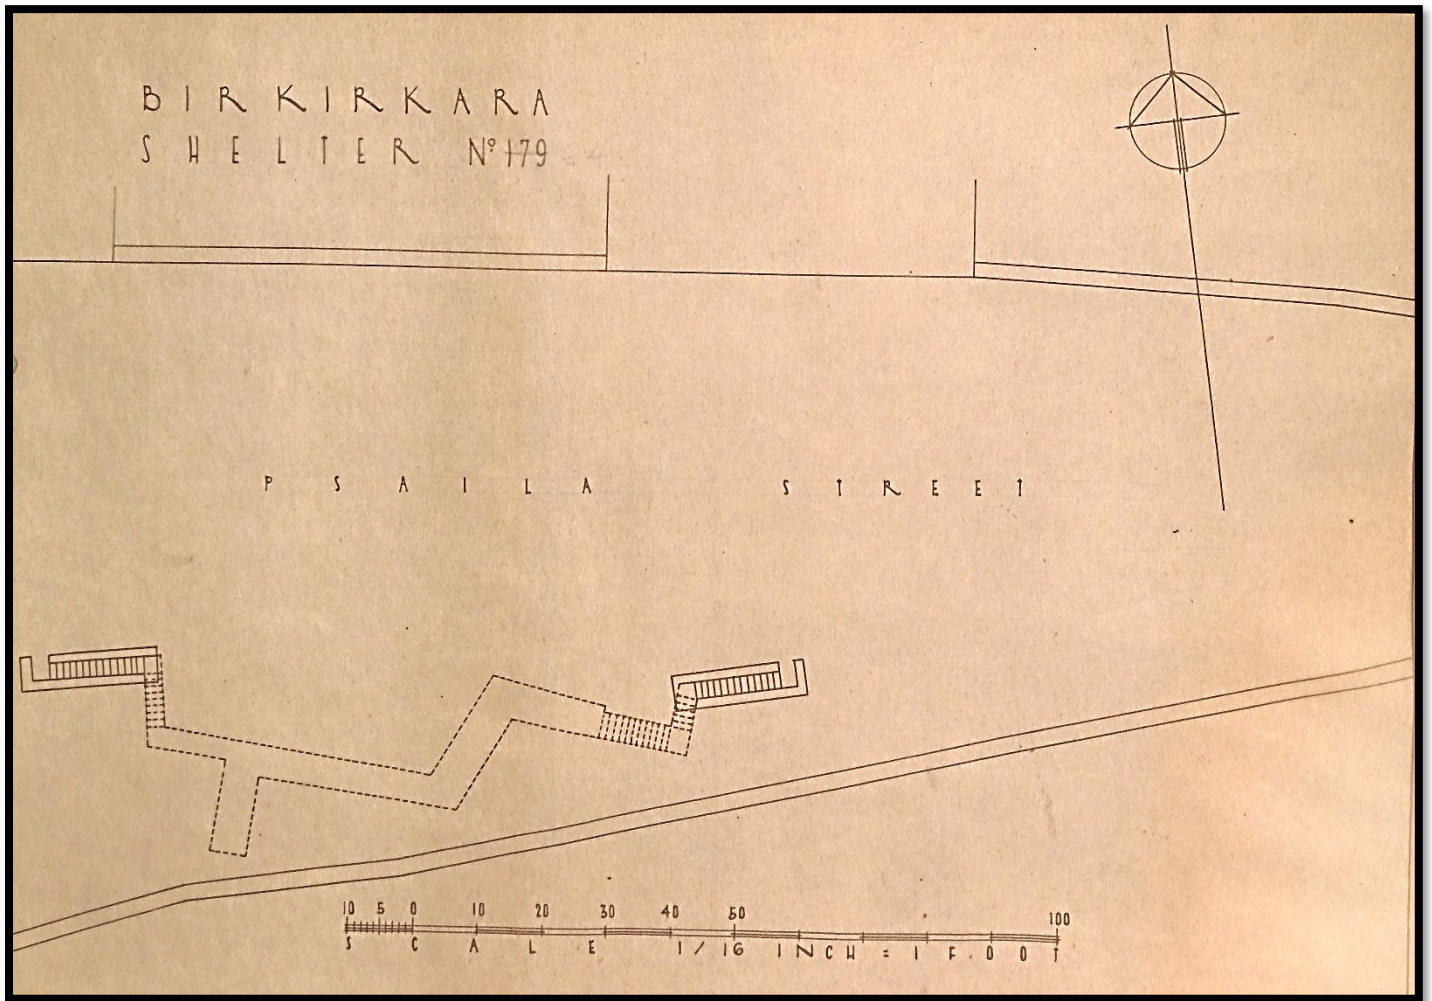 BIRKIRKARA
SHELTER Nº 179
PSAILA STREET
10 5 0 10 20 30 40 50 100
SCALE 1/16 INCH = 1 FOOT